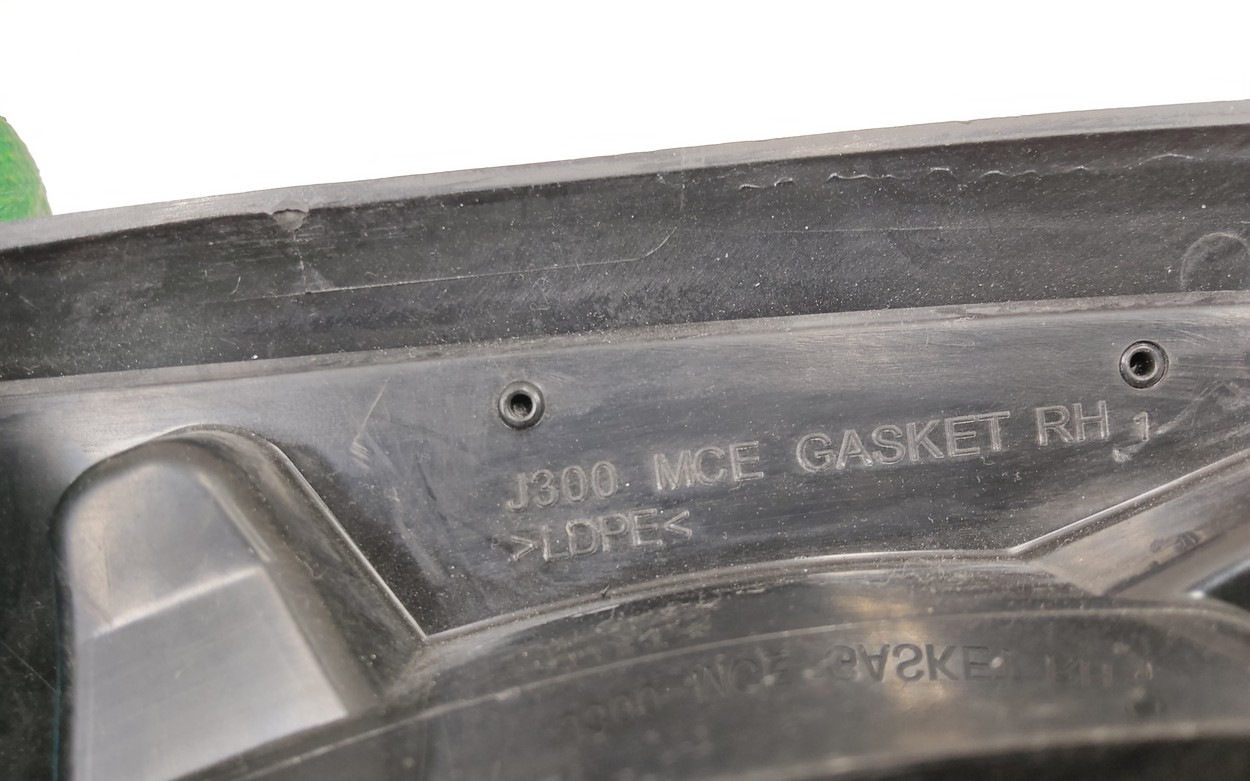 J300 MCE GASKET RH 1
>LDPE<